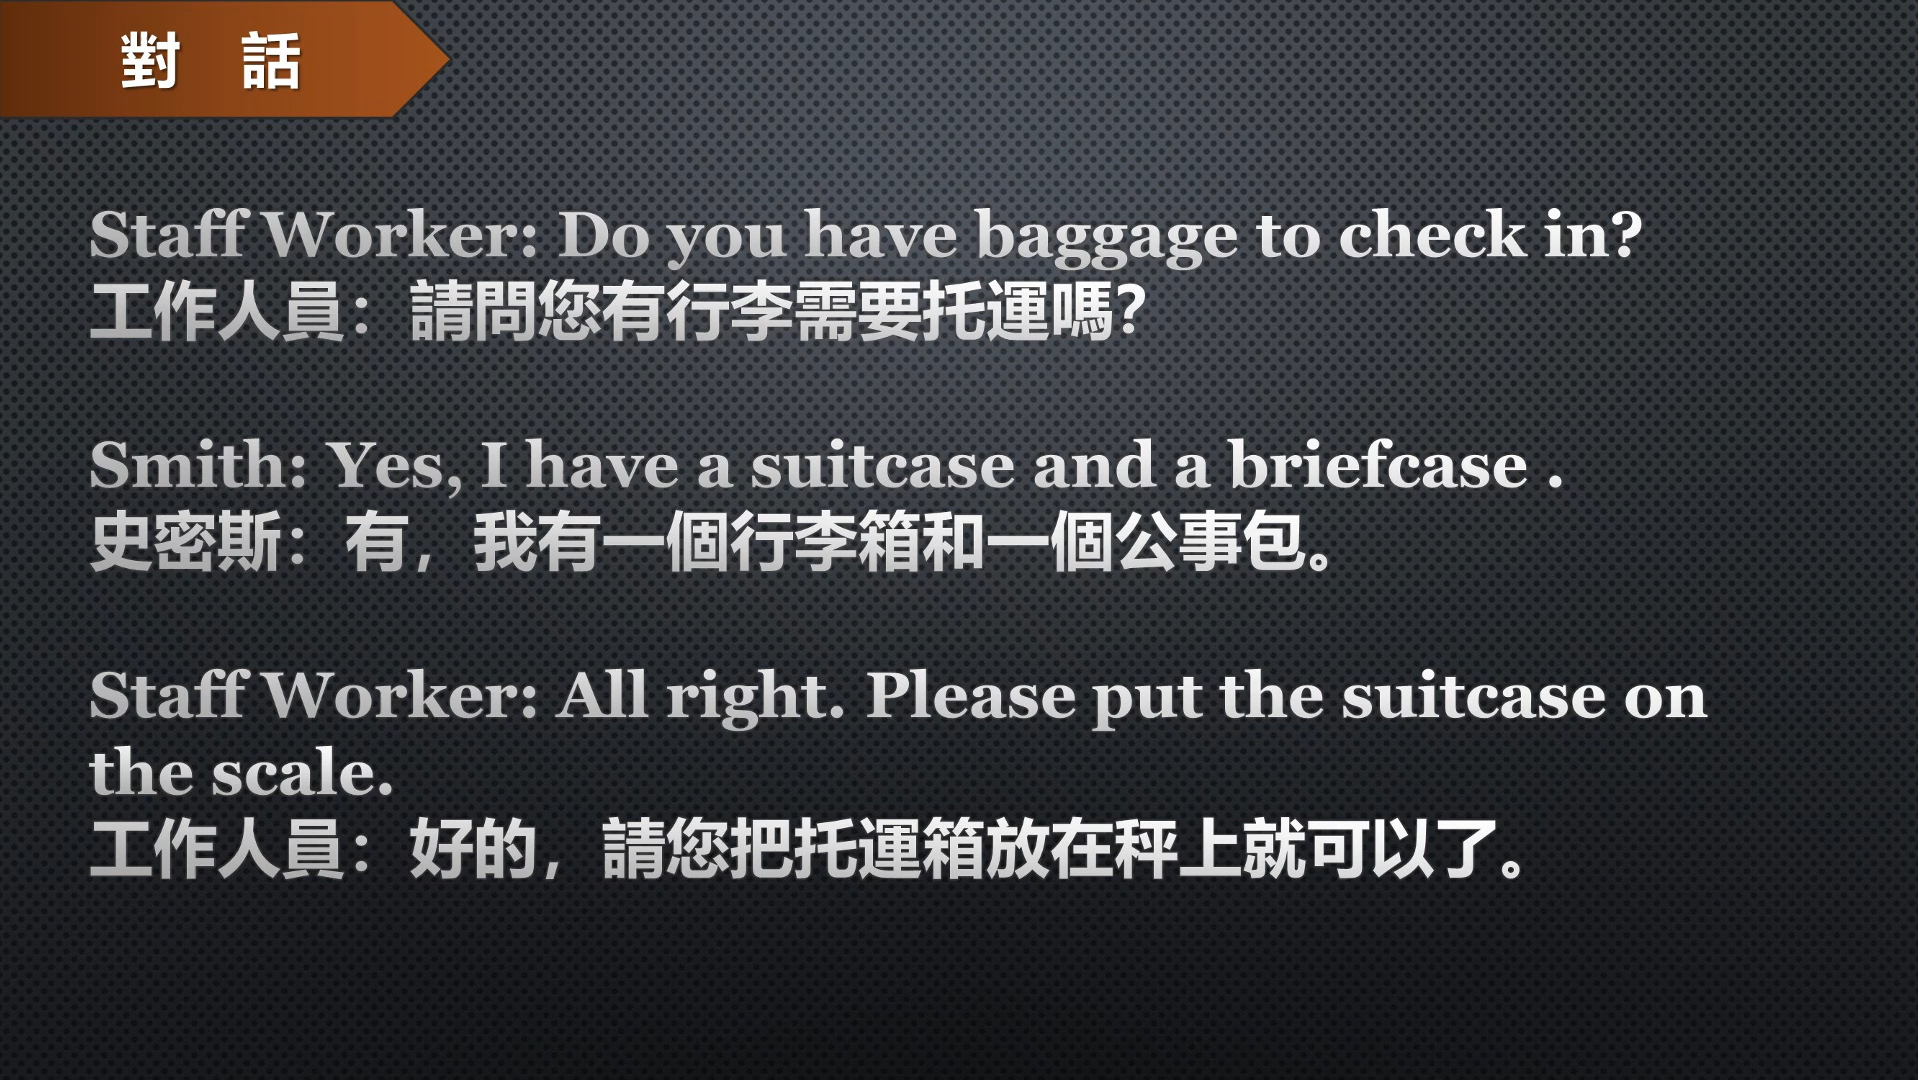 對 話
Staff Worker: Do you have baggage to check in?
工作人員：請問您有行李需要托運嗎？
Smith: Yes, I have a suitcase and a briefcase .
史密斯：有，我有一個行李箱和一個公事包。
Staff Worker: All right. Please put the suitcase on
the scale.
工作人員：好的，請您把托運箱放在秤上就可以了。